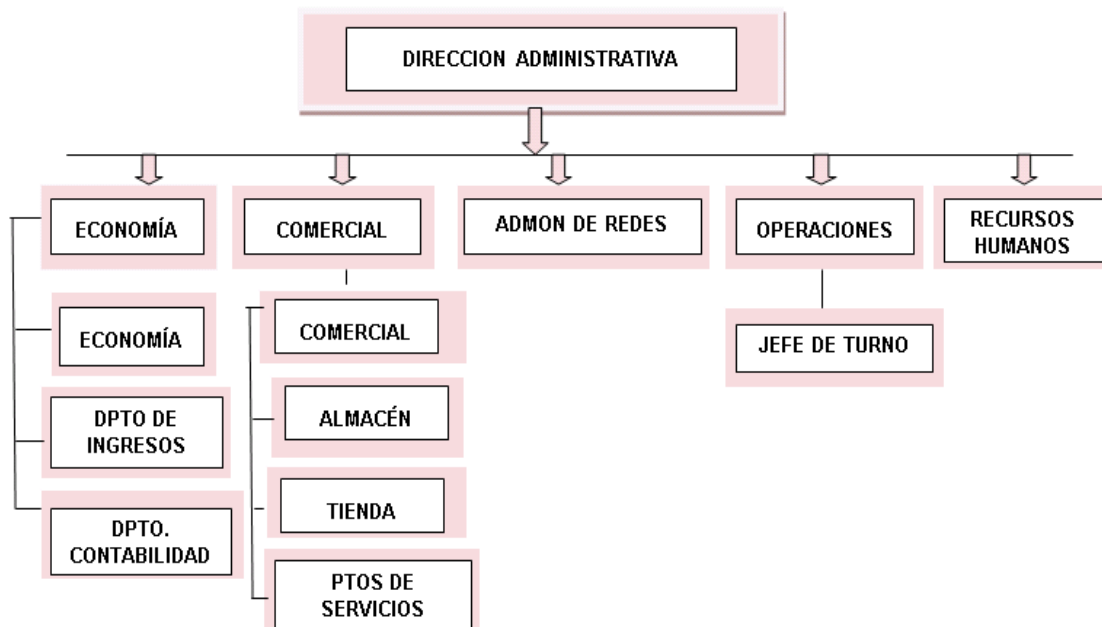 DIRECCION ADMINISTRATIVA
ECONOMÍA
COMERCIAL
ADMON DE REDES
OPERACIONES
RECURSOS
HUMANOS
ECONOMÍA
DPTO DE
INGRESOS
DPTO.
CONTABILIDAD
COMERCIAL
ALMACÉN
TIENDA
PTOS DE
SERVICIOS
JEFE DE TURNO